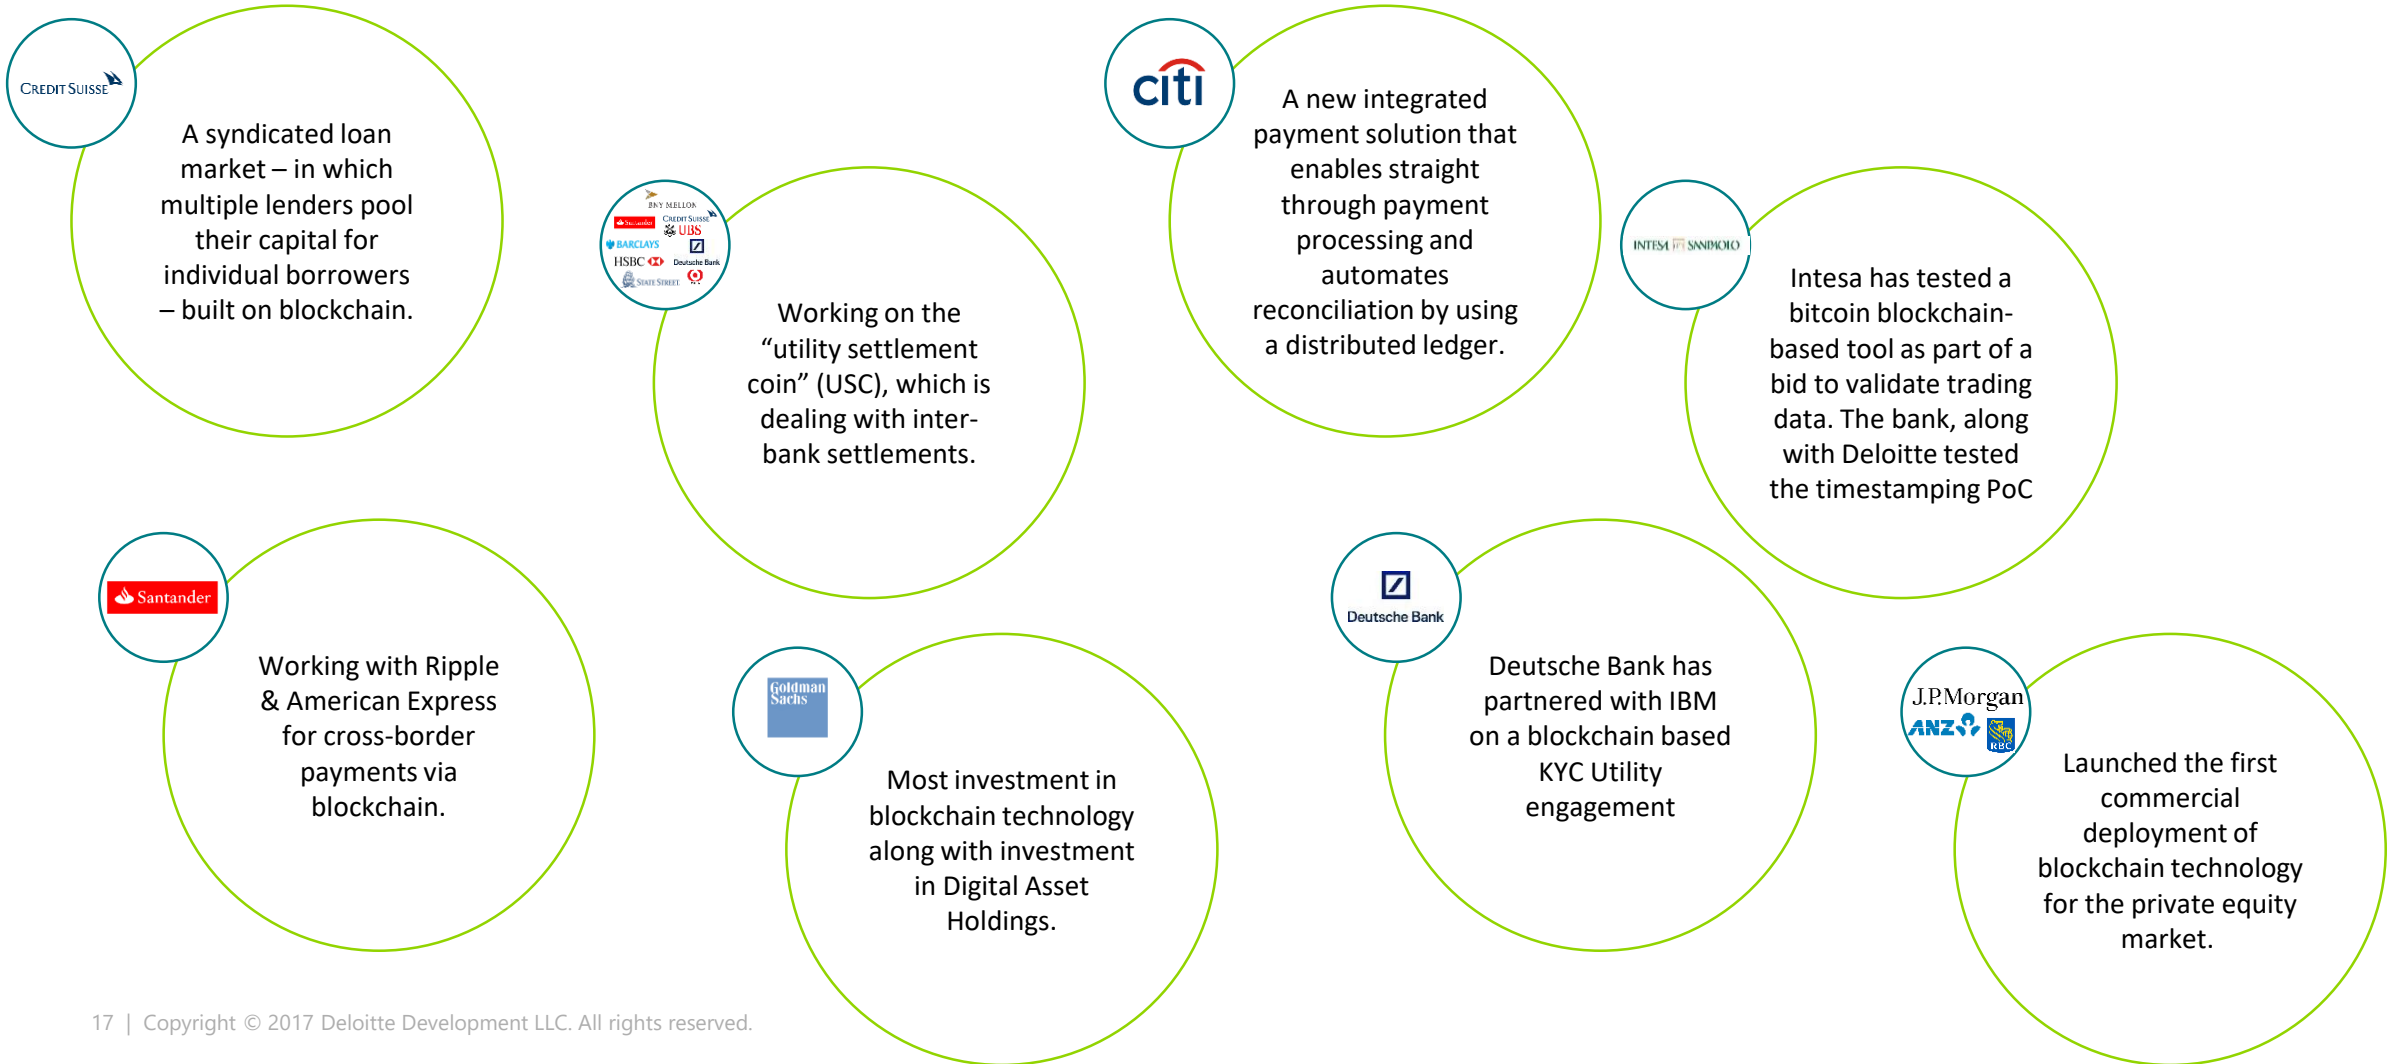 CREDIT SUISSE
A syndicated loan
market – in which
multiple lenders pool
their capital for
individual borrowers
– built on blockchain.
BNY MELLON
Santander
CREDIT SUISSE
UBS
BARCLAYS
HSBC
Deutsche Bank
STATE STREET
Working on the
“utility settlement
coin” (USC), which is
dealing with inter-
bank settlements.
citi
A new integrated
payment solution that
enables straight
through payment
processing and
automates
reconciliation by using
a distributed ledger.
INTESA SANPAOLO
Intesa has tested a
bitcoin blockchain-
based tool as part of a
bid to validate trading
data. The bank, along
with Deloitte tested
the timestamping PoC
Santander
Working with Ripple
& American Express
for cross-border
payments via
blockchain.
Goldman
Sachs
Most investment in
blockchain technology
along with investment
in Digital Asset
Holdings.
Deutsche Bank
Deutsche Bank has
partnered with IBM
on a blockchain based
KYC Utility
engagement
J.P.Morgan
ANZ
RBC
Launched the first
commercial
deployment of
blockchain technology
for the private equity
market.
17 | Copyright © 2017 Deloitte Development LLC. All rights reserved.